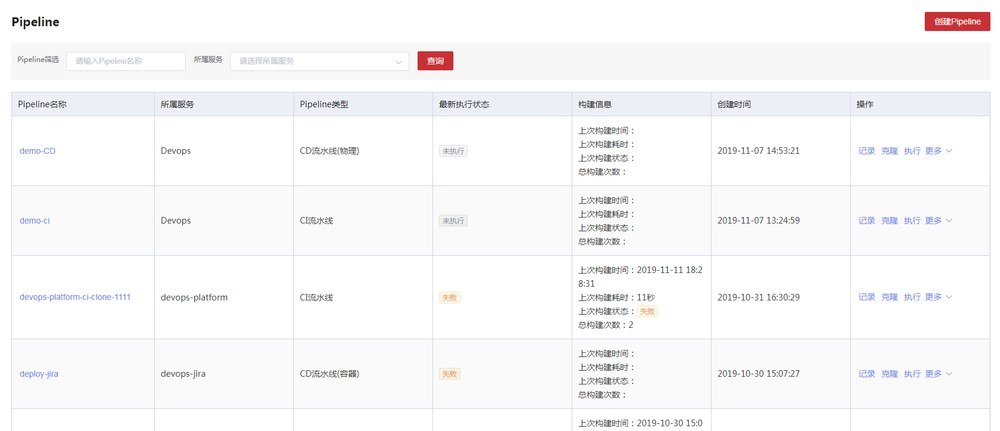 Pipeline
创建Pipeline
Pipeline筛选 请输入Pipeline名称 所属服务 请选择所属服务 查询
Pipeline名称 所属服务 Pipeline类型 最新执行状态 构建信息 创建时间 操作
demo-CD Devops CD流水线(物理) 未执行
上次构建时间：
上次构建耗时：
上次构建状态：
总构建次数：
2019-11-07 14:53:21 记录 克隆 执行 更多
demo-ci Devops CI流水线 未执行
上次构建时间：
上次构建耗时：
上次构建状态：
总构建次数：
2019-11-07 13:24:59 记录 克隆 执行 更多
devops-platform-ci-clone-1111 devops-platform CI流水线 失败
上次构建时间：2019-11-11 18:2
8:31
上次构建耗时：11秒
上次构建状态：失败
总构建次数：2
2019-10-31 16:30:29 记录 克隆 执行 更多
deploy-jira devops-jira CD流水线(容器) 失败
上次构建时间：
上次构建耗时：
上次构建状态：
总构建次数：
2019-10-30 15:07:27 记录 克隆 执行 更多
上次构建时间：2019-10-30 15:0